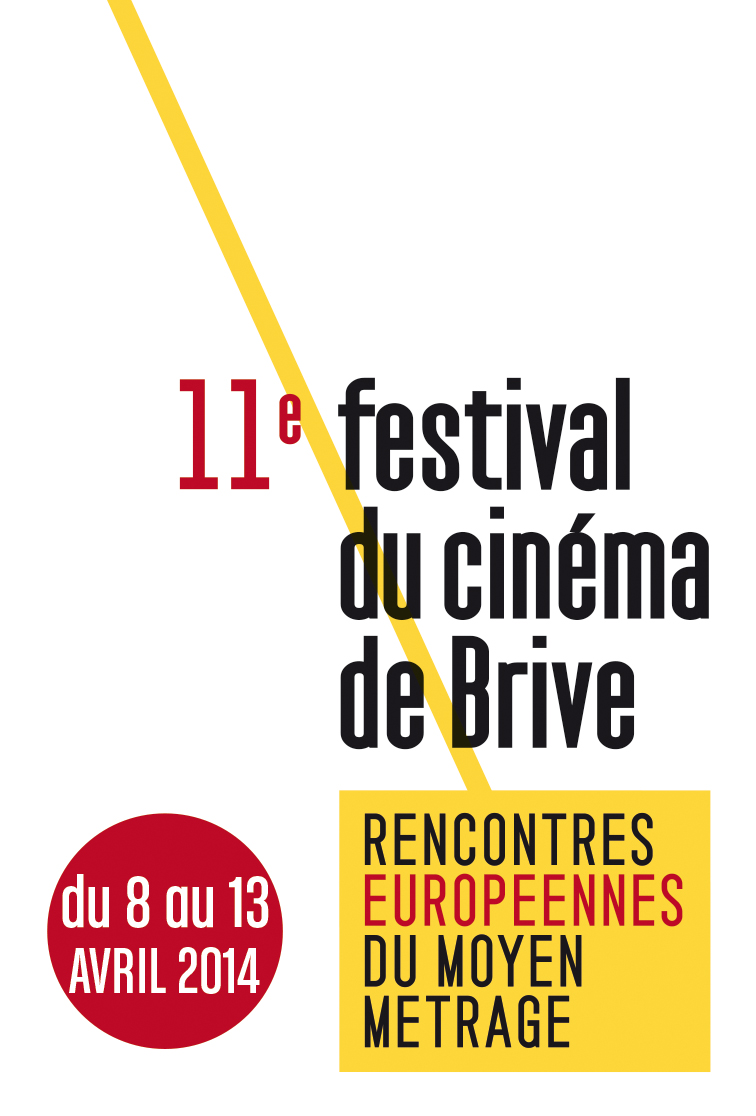 11e festival
du cinéma
de Brive
RENCONTRES
EUROPEENNES
DU MOYEN
METRAGE
du 8 au 13
AVRIL 2014